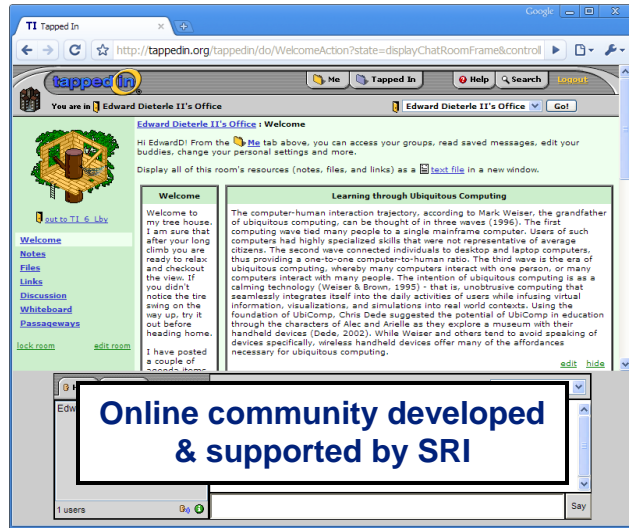 Google
TI Tapped In
http://tappedin.org/tappedin/do/WelcomeAction?state=displayChatRoomFrame&control
tapped in
Me Tapped In Help Search Logout
You are in Edward Dieterle II's Office Edward Dieterle II's Office Go!
Edward Dieterle II's Office : Welcome
Hi EdwardD! From the Me tab above, you can access your groups, read saved messages, edit your
buddies, change your personal settings and more.
Display all of this room's resources (notes, files, and links) as a text file in a new window.
out to TI_6_Lby
Welcome
Notes
Files
Links
Discussion
Whiteboard
Passageways
lock room edit room
Welcome
Welcome to
my tree house.
I am sure that
after your long
climb you are
ready to relax
and checkout
the view. If
you didn't
notice the tire
swing on the
way up, try it
out before
heading home.
I have posted
a couple of
Learning through Ubiquitous Computing
The computer-human interaction trajectory, according to Mark Weiser, the grandfather
of ubiquitous computing, can be thought of in three waves (1996). The first
computing wave tied many people to a single mainframe computer. Users of such
computers had highly specialized skills that were not representative of average
citizens. The second wave connected individuals to desktop and laptop computers,
thus providing a one-to-one computer-to-human ratio. The third wave is the era of
ubiquitous computing, whereby many computers interact with one person, or many
computers interact with many people. The intention of ubiquitous computing is as a
calming technology (Weiser & Brown, 1995) - that is, unobtrusive computing that
seamlessly integrates itself into the daily activities of users while infusing virtual
information, visualizations, and simulations into real world contexts. Using the
foundation of UbiComp, Chris Dede suggested the potential of UbiComp in education
through the characters of Alec and Arielle as they explore a museum with their
handheld devices (Dede, 2002). While Weiser and others tend to avoid speaking of
devices specifically, wireless handheld devices offer many of the affordances
necessary for ubiquitous computing.
edit hide
Edw
Online community developed
& supported by SRI
1 users
Say